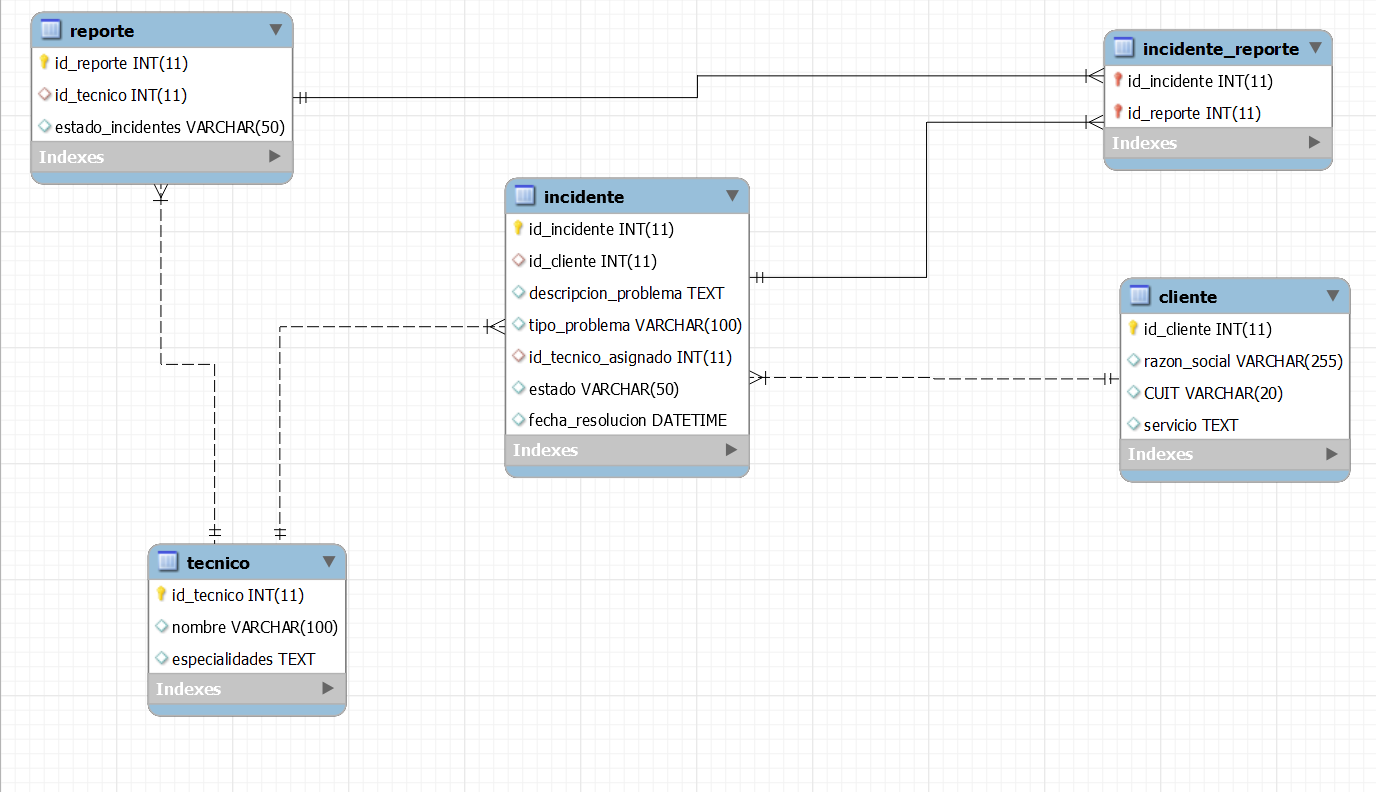 reporte
id_reporte INT(11)
id_tecnico INT(11)
estado_incidentes VARCHAR(50)
Indexes
incidente_reporte
id_incidente INT(11)
id_reporte INT(11)
Indexes
incidente
id_incidente INT(11)
id_cliente INT(11)
descripcion_problema TEXT
tipo_problema VARCHAR(100)
id_tecnico_asignado INT(11)
estado VARCHAR(50)
fecha_resolucion DATETIME
Indexes
cliente
id_cliente INT(11)
razon_social VARCHAR(255)
CUIT VARCHAR(20)
servicio TEXT
Indexes
tecnico
id_tecnico INT(11)
nombre VARCHAR(100)
especialidades TEXT
Indexes